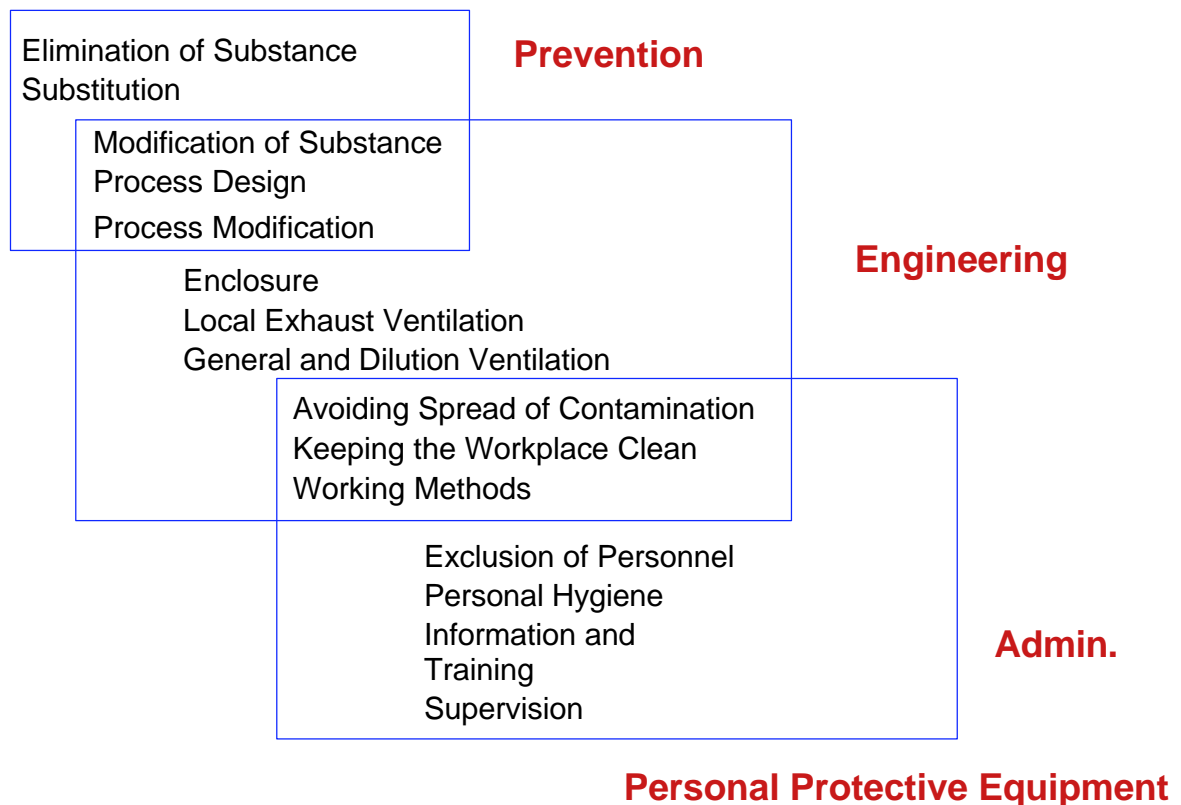 Elimination of Substance
Substitution
Prevention
Modification of Substance
Process Design
Process Modification
Engineering
Enclosure
Local Exhaust Ventilation
General and Dilution Ventilation
Avoiding Spread of Contamination
Keeping the Workplace Clean
Working Methods
Exclusion of Personnel
Personal Hygiene
Information and
Training
Supervision
Admin.
Personal Protective Equipment